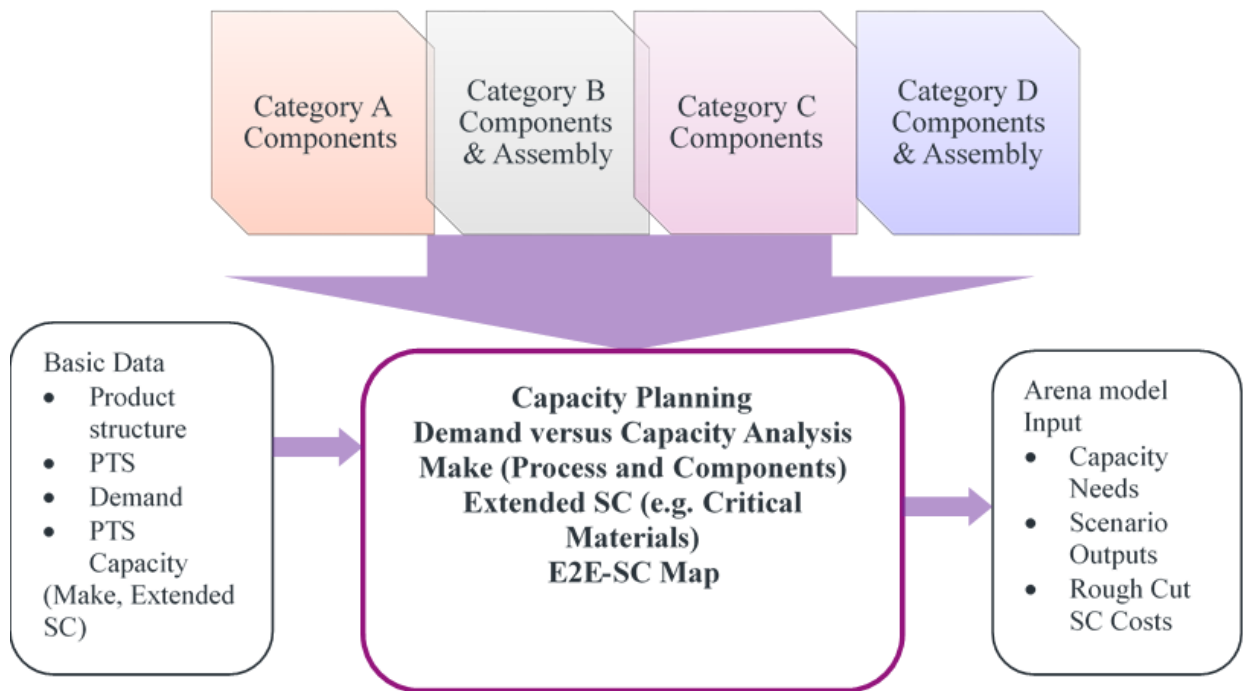 Category A
Components
Category B
Components
& Assembly
Category C
Components
Category D
Components
& Assembly
Basic Data
• Product
structure
• PTS
• Demand
• PTS
Capacity
(Make, Extended
SC)
Capacity Planning
Demand versus Capacity Analysis
Make (Process and Components)
Extended SC (e.g. Critical
Materials)
E2E-SC Map
Arena model
Input
• Capacity
Needs
• Scenario
Outputs
• Rough Cut
SC Costs